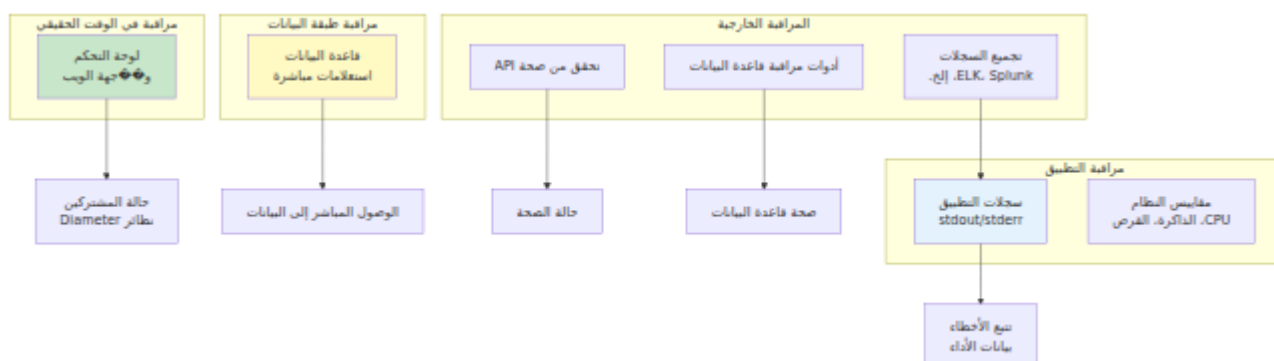 المراقبة الخارجية
تجميع السجلات
ELK، Splunk، إلخ.
أدوات مراقبة قاعدة البيانات
تحقق من صحة API
مراقبة طبقة البيانات
قاعدة البيانات
استعلامات مباشرة
مراقبة في الوقت الحقيقي
لوحة التحكم
و��جهة الويب
مراقبة التطبيق
مقاييس النظام
CPU، الذاكرة، القرص
سجلات التطبيق
stdout/stderr
صحة قاعدة البيانات
حالة الصحة
الوصول المباشر إلى البيانات
حالة المشتركين
نظائر Diameter
تتبع الأخطاء
بيانات الأداء